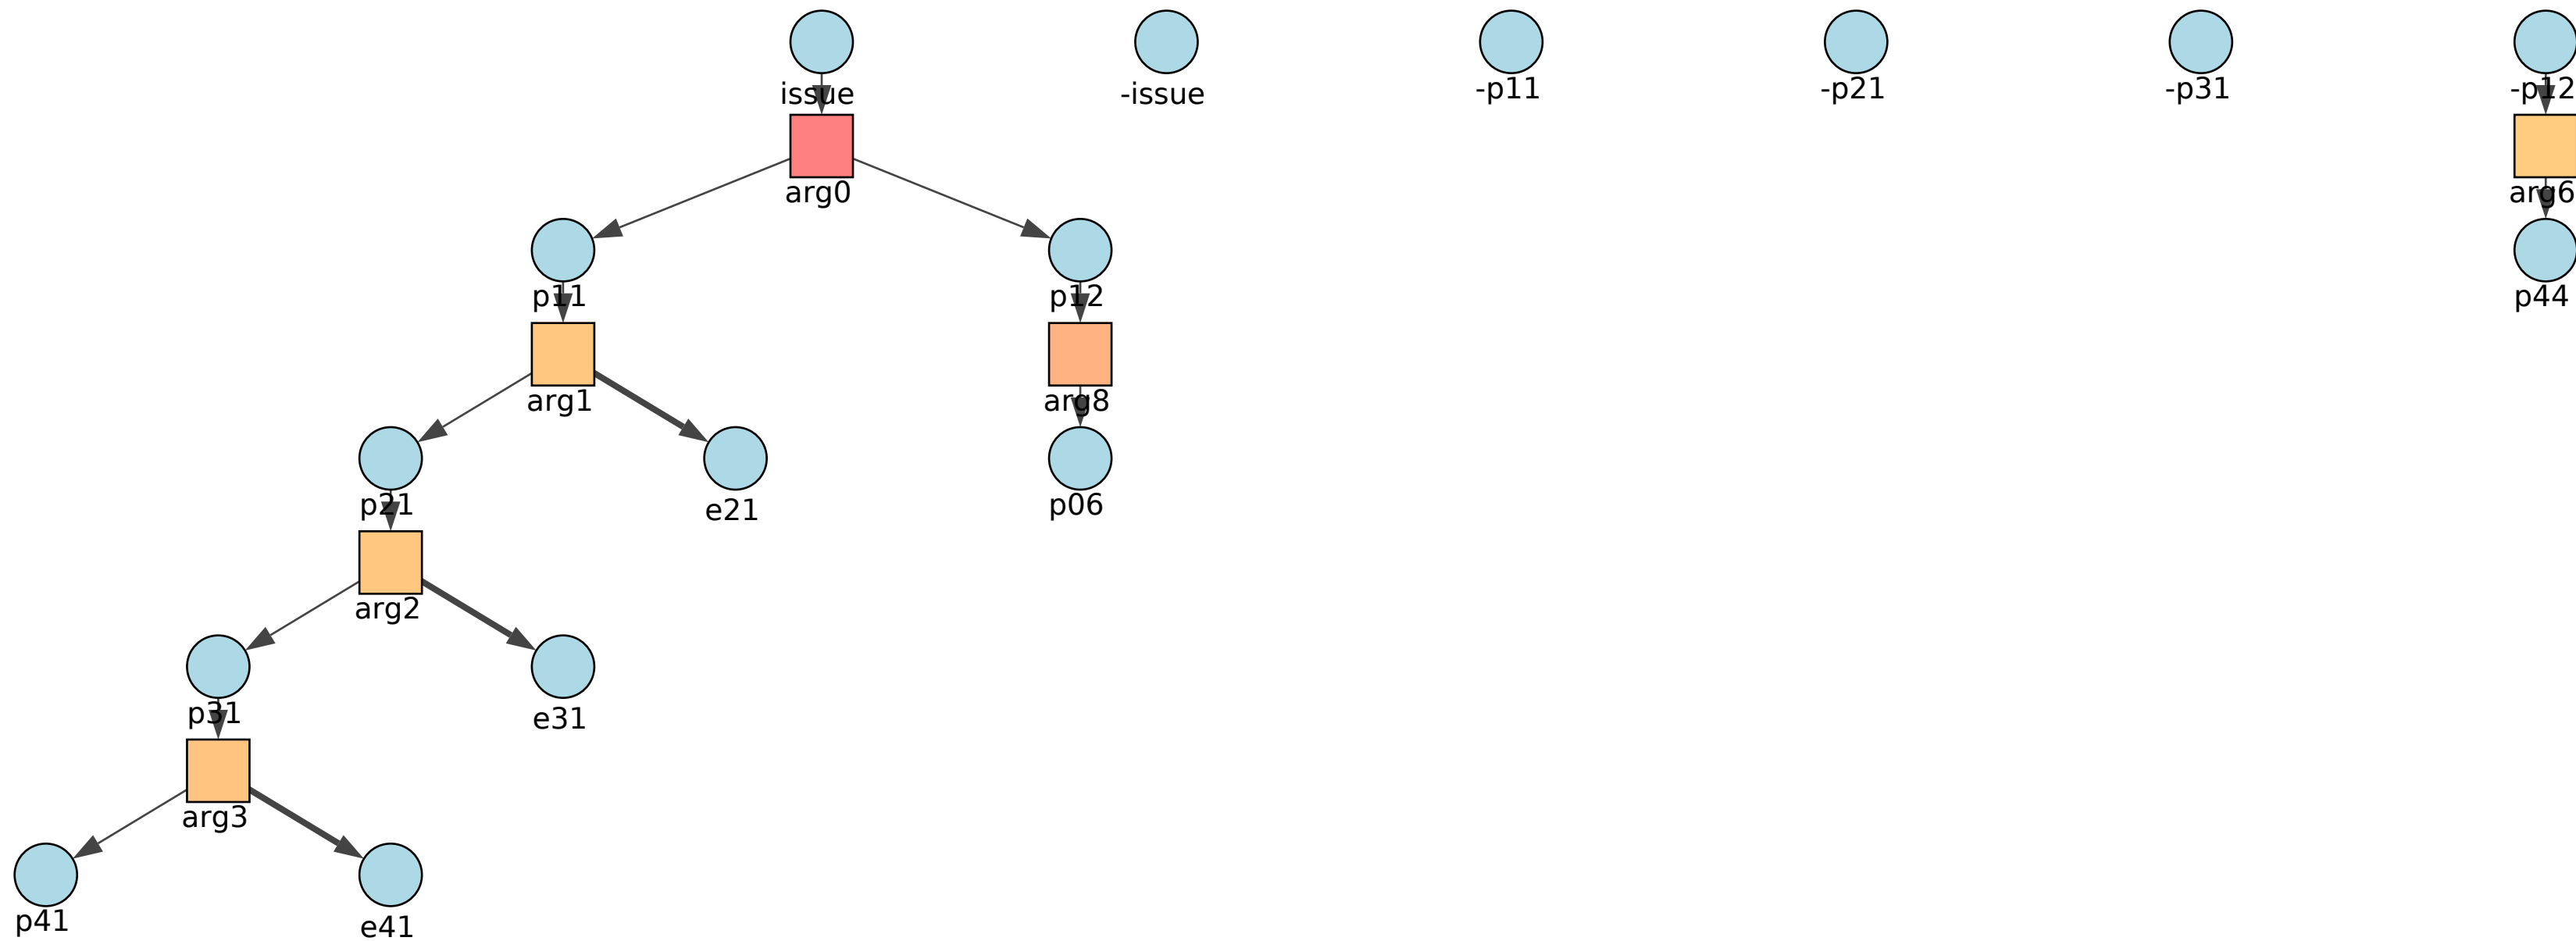 issue
-issue
-p11
-p21
-p31
-p12
arg0
arg6
p11
p12
p44
arg1
arg8
p21
e21
p06
arg2
p31
e31
arg3
p41
e41